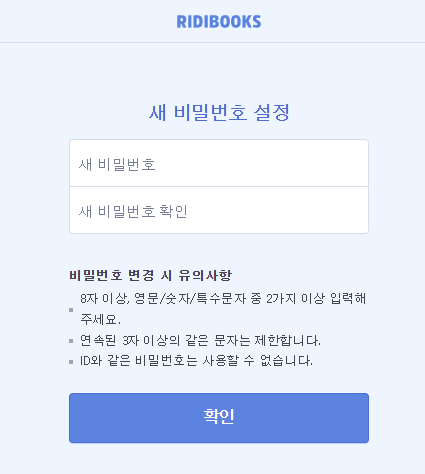 RIDIBOOKS
새 비밀번호 설정
새 비밀번호
새 비밀번호 확인
비밀번호 변경 시 유의사항
8자 이상, 영문/숫자/특수문자 중 2가지 이상 입력해
주세요.
연속된 3자 이상의 같은 문자는 제한합니다.
ID와 같은 비밀번호는 사용할 수 없습니다.
확인